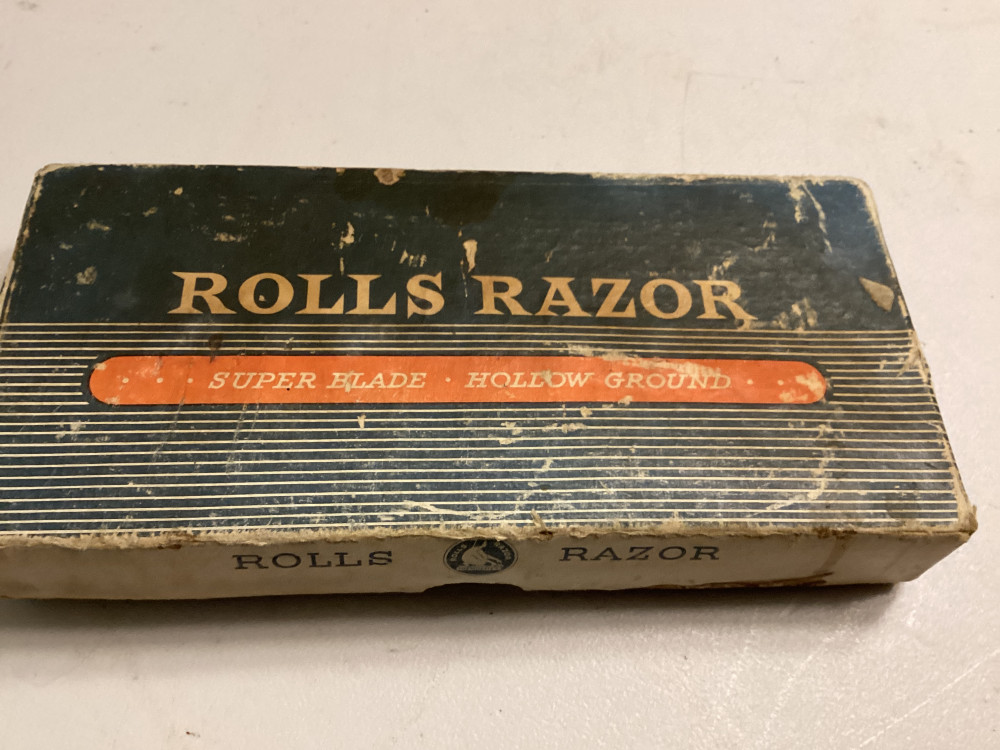 ROLLS RAZOR
· · · SUPER BLADE · HOLLOW GROUND · · ·
ROLLS RAZOR